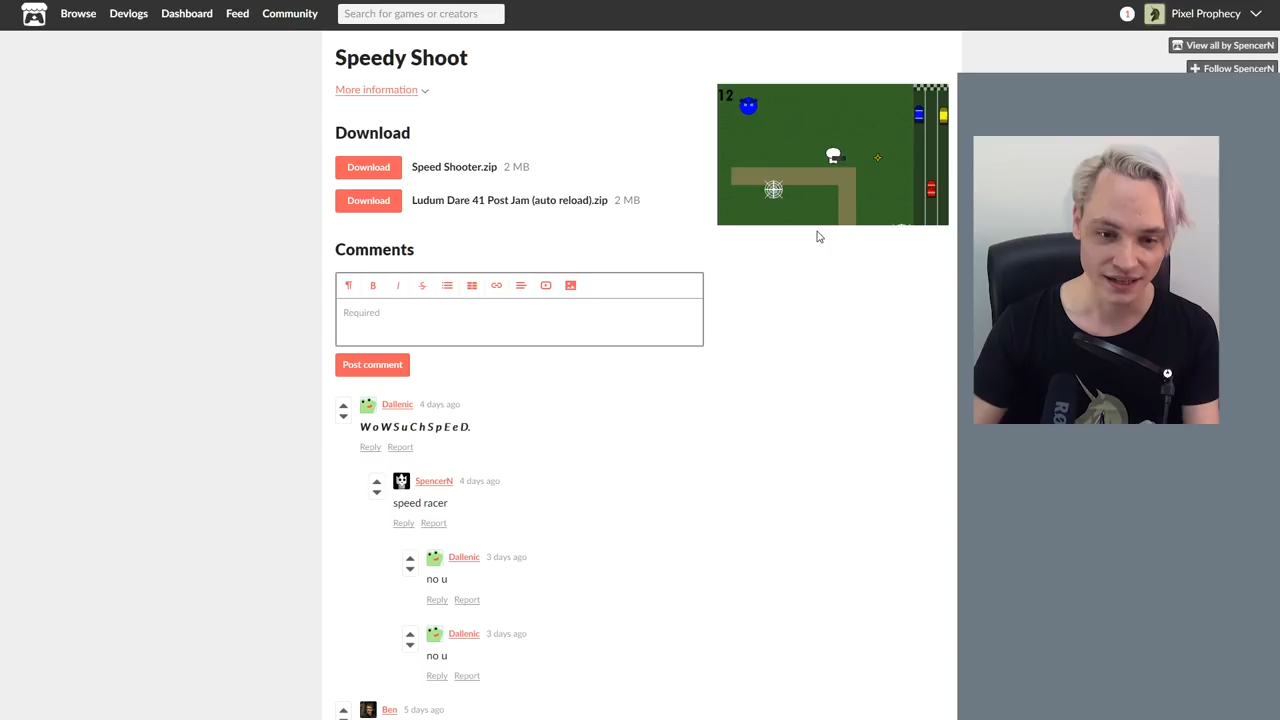 Browse Games
Dashboard
Feed
Community
Search for games or creators
1
Pixel Prophecy
View all by SpencerN
Follow SpencerN
Speedy Shoot
More information
12
Download
Download Speed Shooter.zip 2 MB
Download Ludum Dare 41 Post Jam (auto reload).zip 2 MB
Comments
Required
Post comment
Dallenic 4 days ago
WoWSuChSpEeD.
Reply Report
SpencerN 4 days ago
speed racer
Reply Report
Dallenic 3 days ago
no u
Reply Report
Dallenic 3 days ago
no u
Reply Report
Ben 5 days ago